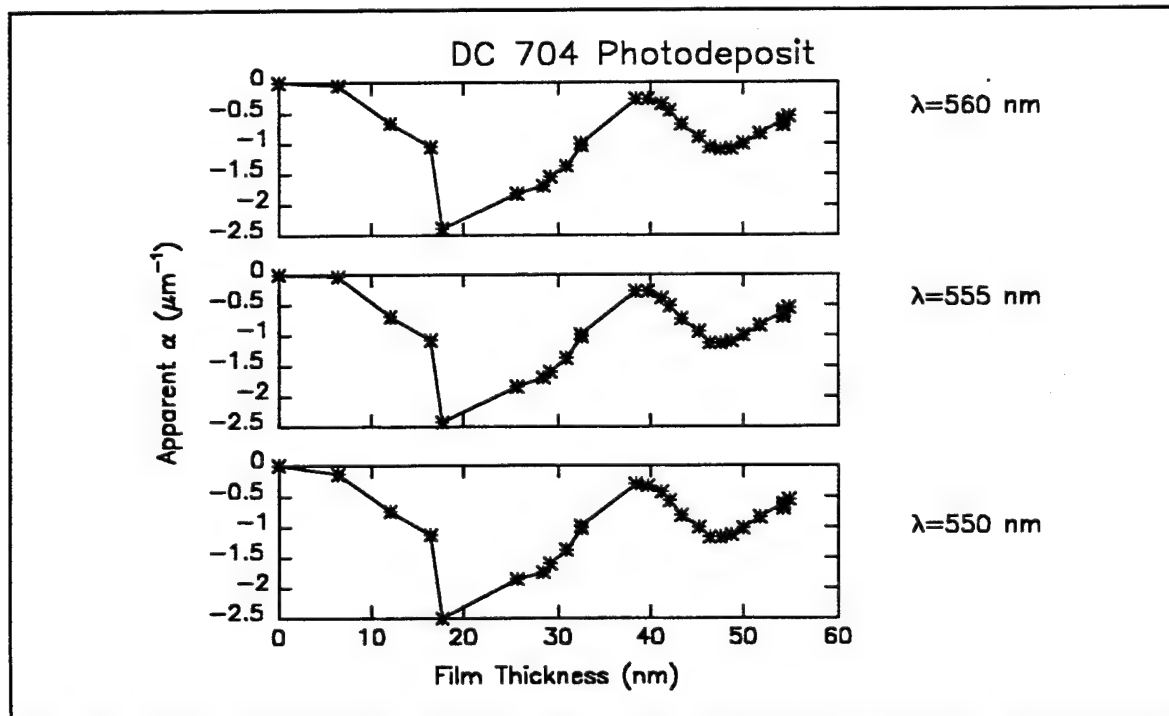 DC 704 Photodeposit
Apparent α (μm⁻¹)
0
−0.5
−1
−1.5
−2
−2.5
λ=560 nm
0
−0.5
−1
−1.5
−2
−2.5
λ=555 nm
0
−0.5
−1
−1.5
−2
−2.5
λ=550 nm
0 10 20 30 40 50 60
Film Thickness (nm)